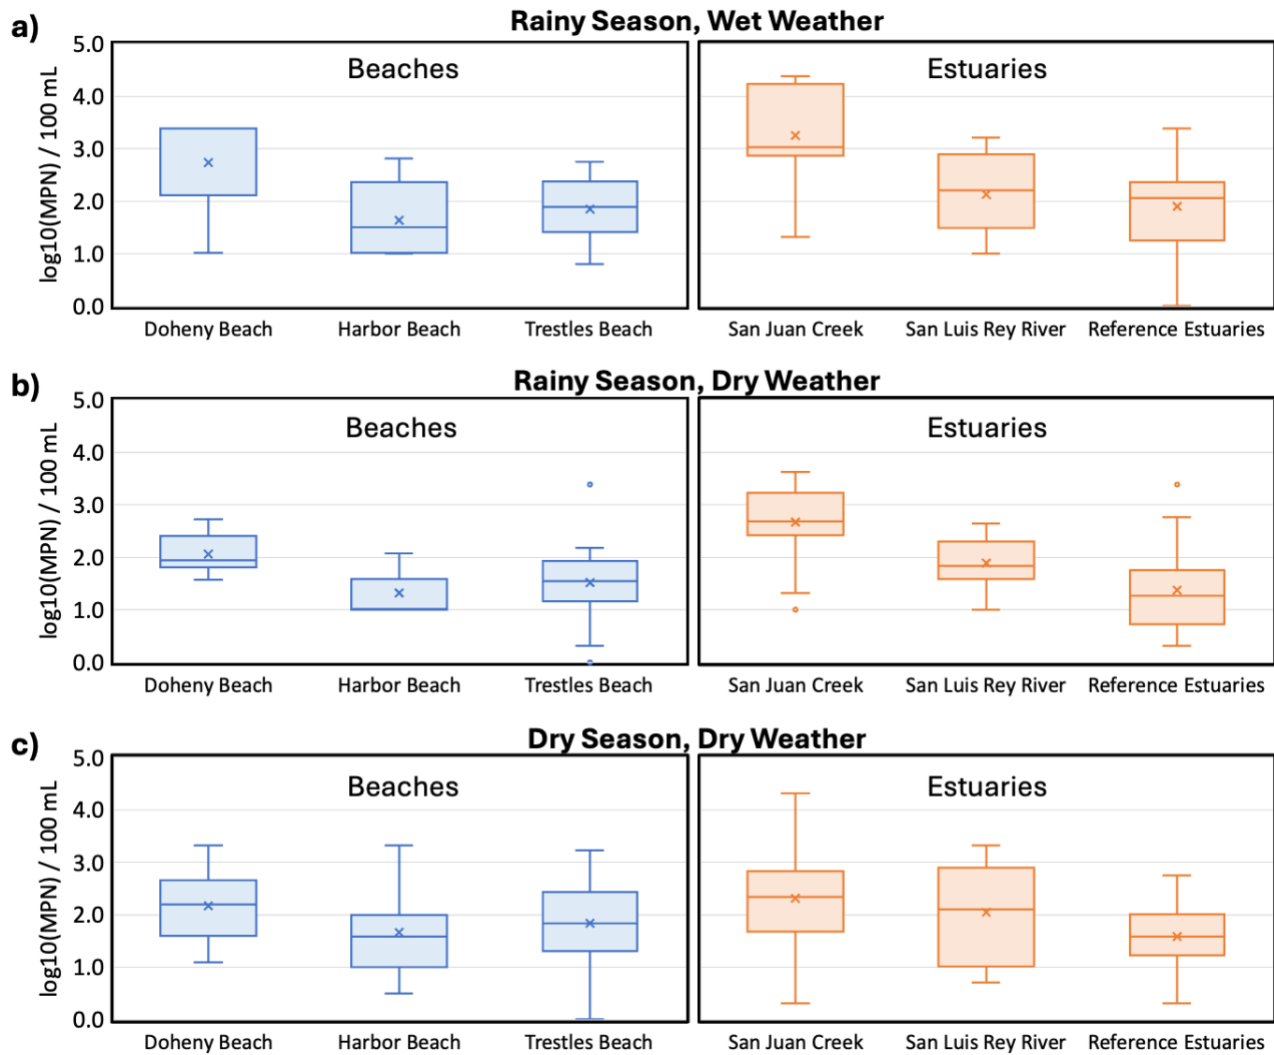 a)
Rainy Season, Wet Weather
Beaches
Estuaries
log10(MPN) / 100 mL
5.0
4.0
3.0
2.0
1.0
0.0
Doheny Beach
Harbor Beach
Trestles Beach
San Juan Creek
San Luis Rey River
Reference Estuaries
b)
Rainy Season, Dry Weather
Beaches
Estuaries
log10(MPN) / 100 mL
5.0
4.0
3.0
2.0
1.0
0.0
Doheny Beach
Harbor Beach
Trestles Beach
San Juan Creek
San Luis Rey River
Reference Estuaries
c)
Dry Season, Dry Weather
Beaches
Estuaries
log10(MPN) / 100 mL
5.0
4.0
3.0
2.0
1.0
0.0
Doheny Beach
Harbor Beach
Trestles Beach
San Juan Creek
San Luis Rey River
Reference Estuaries